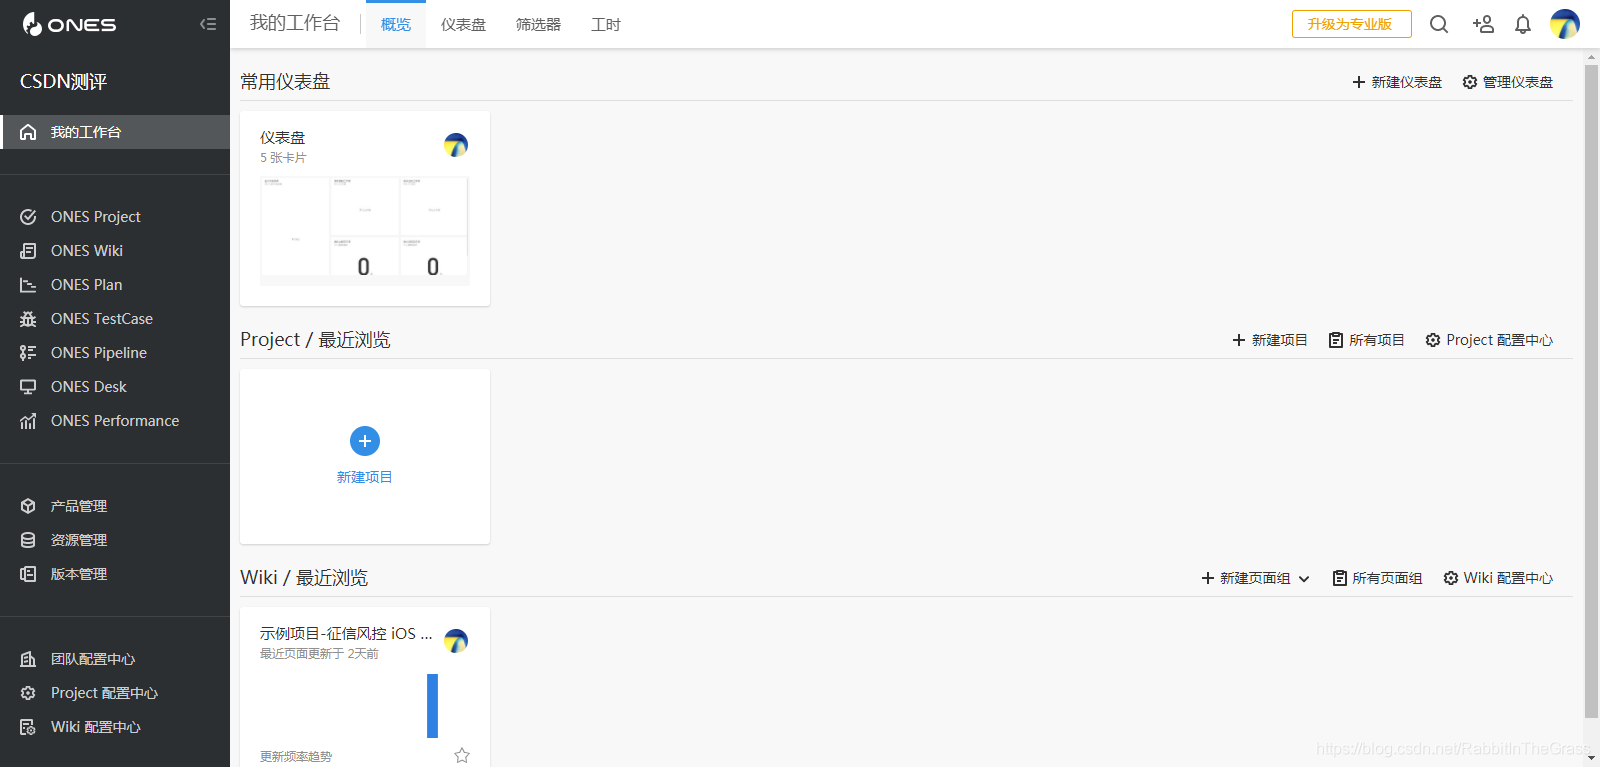 ONES
CSDN测评
我的工作台
ONES Project
ONES Wiki
ONES Plan
ONES TestCase
ONES Pipeline
ONES Desk
ONES Performance
产品管理
资源管理
版本管理
团队配置中心
Project 配置中心
Wiki 配置中心
我的工作台
概览
仪表盘
筛选器
工时
升级为专业版
常用仪表盘
新建仪表盘
管理仪表盘
仪表盘
5 张卡片
0
0
Project / 最近浏览
新建项目
所有项目
Project 配置中心
新建项目
Wiki / 最近浏览
新建页面组
所有页面组
Wiki 配置中心
示例项目-征信风控 iOS ...
最近页面更新于 2天前
更新频率趋势
https://blog.csdn.net/RabbitInTheGrass